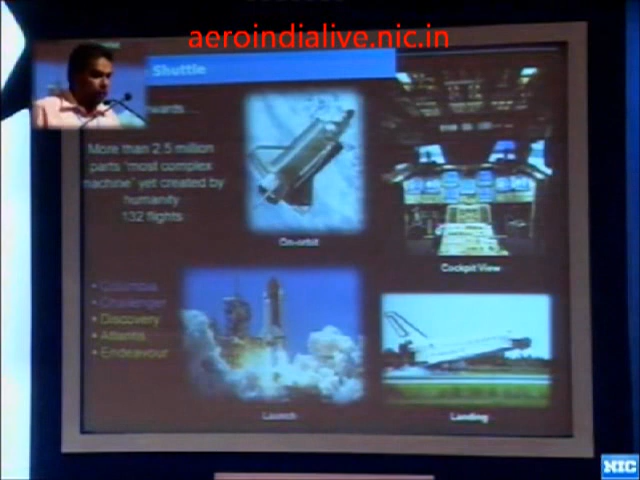 aeroindialive.nic.in
Shuttle
wards...
More than 2.5 million
parts "most complex
machine" yet created by
humanity
132 flights
On-orbit
Cockpit View
• Columbia
• Challenger
• Discovery
• Atlantis
• Endeavour
Launch
Landing
NIC